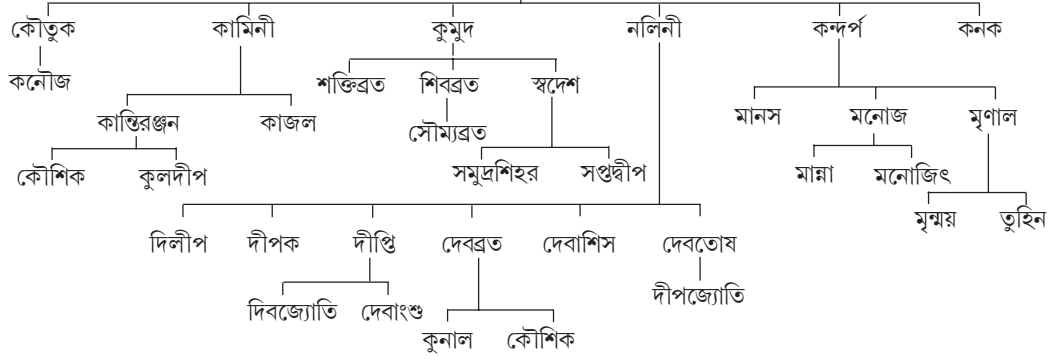 কৌতুক কামিনী কুমুদ নলিনী কন্দর্প কনক
কনৌজ শক্তিব্রত শিবব্রত স্বদেশ
মানস মনোজ মৃণাল
কান্তিরঞ্জন কাজল সৌম্যব্রত
কৌশিক কুলদীপ সমুদ্রশিহর সপ্তদ্বীপ মান্না মনোজিৎ
মৃন্ময় তুহিন
দিলীপ দীপক দীপ্তি দেবব্রত দেবাশিস দেবতোষ
দিবজ্যোতি দেবাংশু দীপজ্যোতি
কুনাল কৌশিক